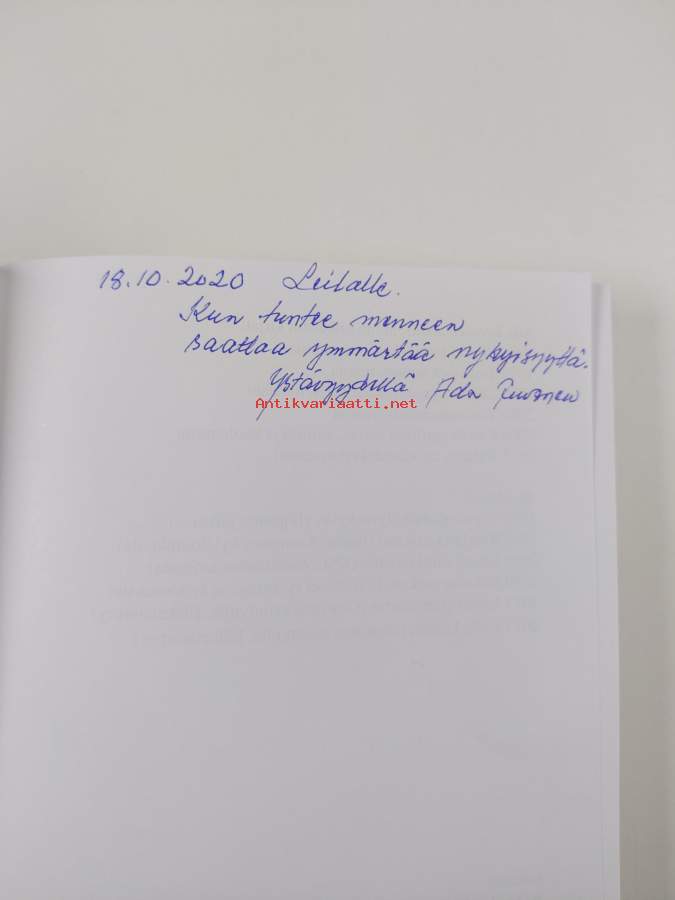 18.10.2020 Leilalle.
Kun tuntee menneen
saattaa ymmärtää nykyisyyttä.
Ystävyydellä Ada
Antikvariaatti.net